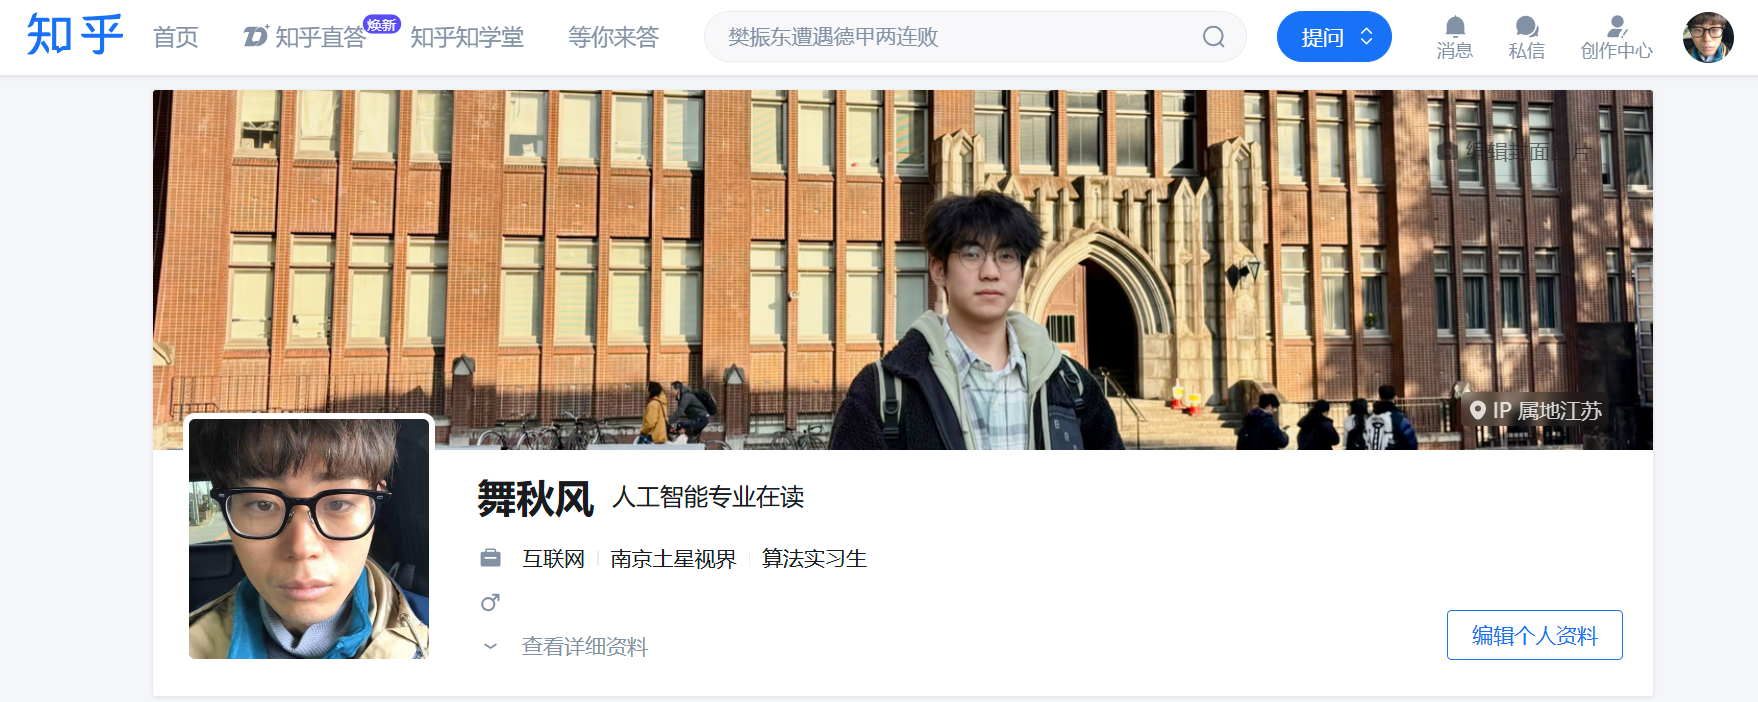 知乎 首页 知乎直答 焕新 知乎知学堂 等你来答 樊振东遭遇德甲两连败 提问 消息 私信 创作中心
编辑封面图片
IP 属地江苏
舞秋风 人工智能专业在读
互联网 南京土星视界 算法实习生
查看详细资料
编辑个人资料